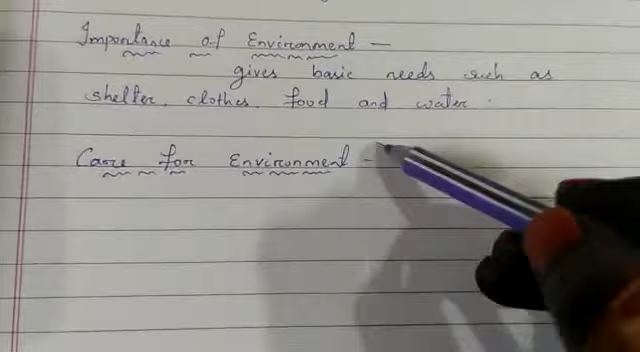 Importance of Environment —
gives basic needs such as
shelter, clothes, food and water.
Care for Environment -